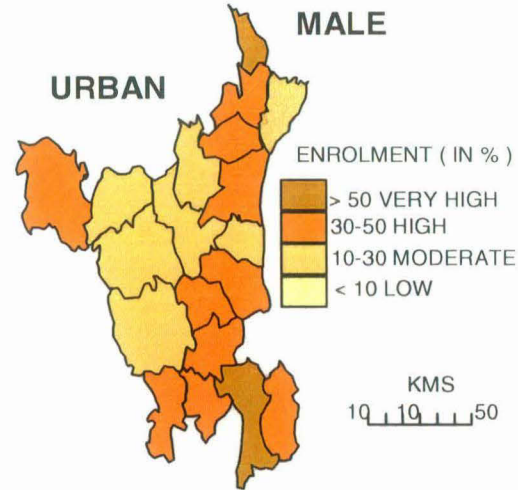 MALE
URBAN
ENROLMENT ( IN % )
> 50 VERY HIGH
30-50 HIGH
10-30 MODERATE
< 10 LOW
KMS
10 10 50